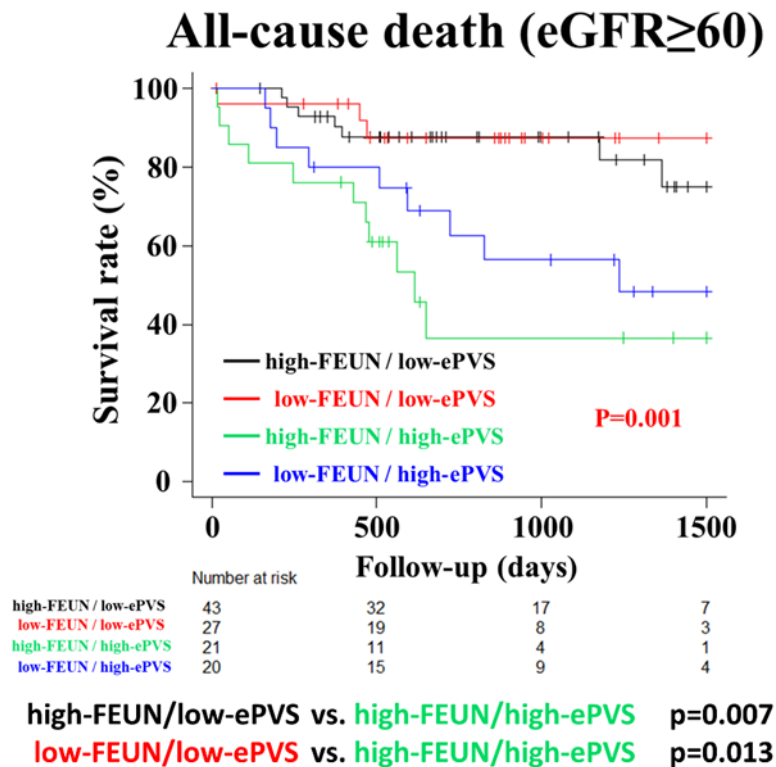 All-cause death (eGFR≥60)
100
80
60
40
20
0
Survival rate (%)
high-FEUN / low-ePVS
low-FEUN / low-ePVS
high-FEUN / high-ePVS
low-FEUN / high-ePVS
P=0.001
0 500 1000 1500
Follow-up (days)
Number at risk
high-FEUN / low-ePVS 43 32 17 7
low-FEUN / low-ePVS 27 19 8 3
high-FEUN / high-ePVS 21 11 4 1
low-FEUN / high-ePVS 20 15 9 4
high-FEUN/low-ePVS vs. high-FEUN/high-ePVS p=0.007
low-FEUN/low-ePVS vs. high-FEUN/high-ePVS p=0.013